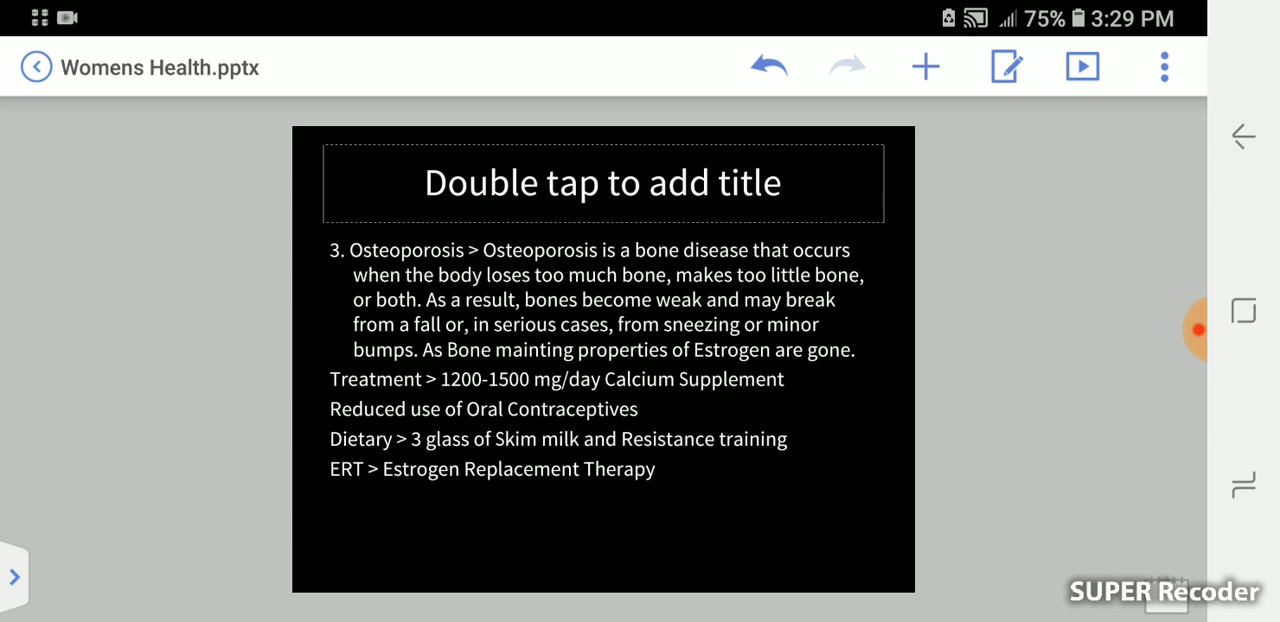 75% 3:29 PM
Womens Health.pptx
Double tap to add title
3. Osteoporosis > Osteoporosis is a bone disease that occurs
when the body loses too much bone, makes too little bone,
or both. As a result, bones become weak and may break
from a fall or, in serious cases, from sneezing or minor
bumps. As Bone mainting properties of Estrogen are gone.
Treatment > 1200-1500 mg/day Calcium Supplement
Reduced use of Oral Contraceptives
Dietary > 3 glass of Skim milk and Resistance training
ERT > Estrogen Replacement Therapy
SUPER Recoder